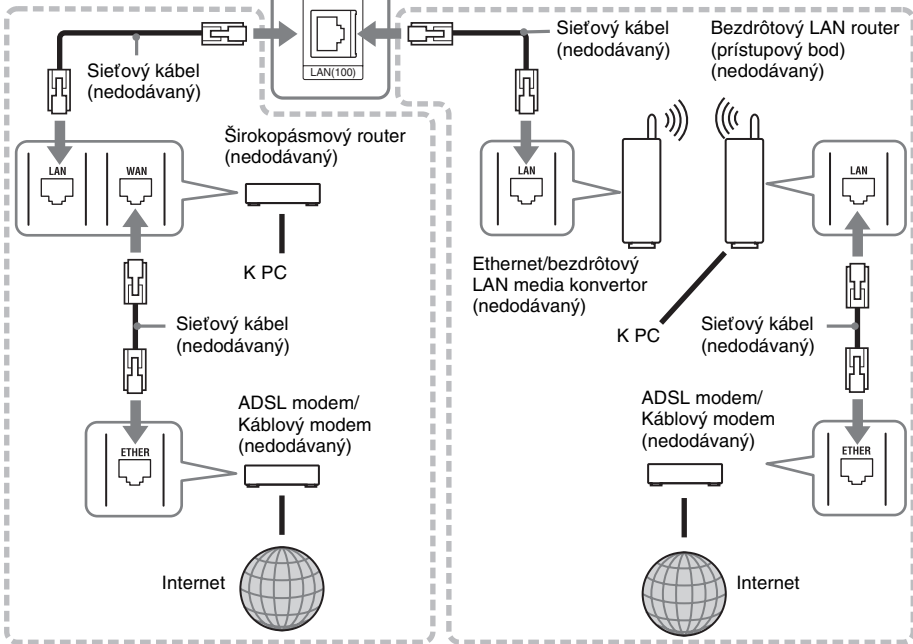 LAN(100)
Sieťový kábel
(nedodávaný)
LAN
WAN
Širokopásmový router
(nedodávaný)
K PC
Sieťový kábel
(nedodávaný)
ETHER
ADSL modem/
Káblový modem
(nedodávaný)
Internet
Sieťový kábel
(nedodávaný)
Bezdrôtový LAN router
(prístupový bod)
(nedodávaný)
LAN
LAN
Ethernet/bezdrôtový
LAN media konvertor
(nedodávaný)
K PC
Sieťový kábel
(nedodávaný)
ADSL modem/
Káblový modem
(nedodávaný)
ETHER
Internet